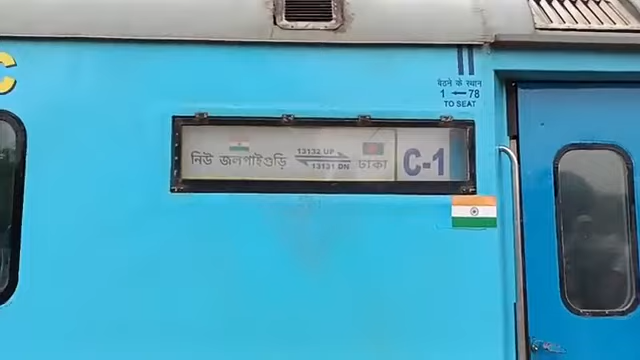 बैठने के स्थान
1 ⟵ 78
TO SEAT
নিউ জলপাইগুড়ি
13132 UP
13131 DN
ঢাকা
C-1